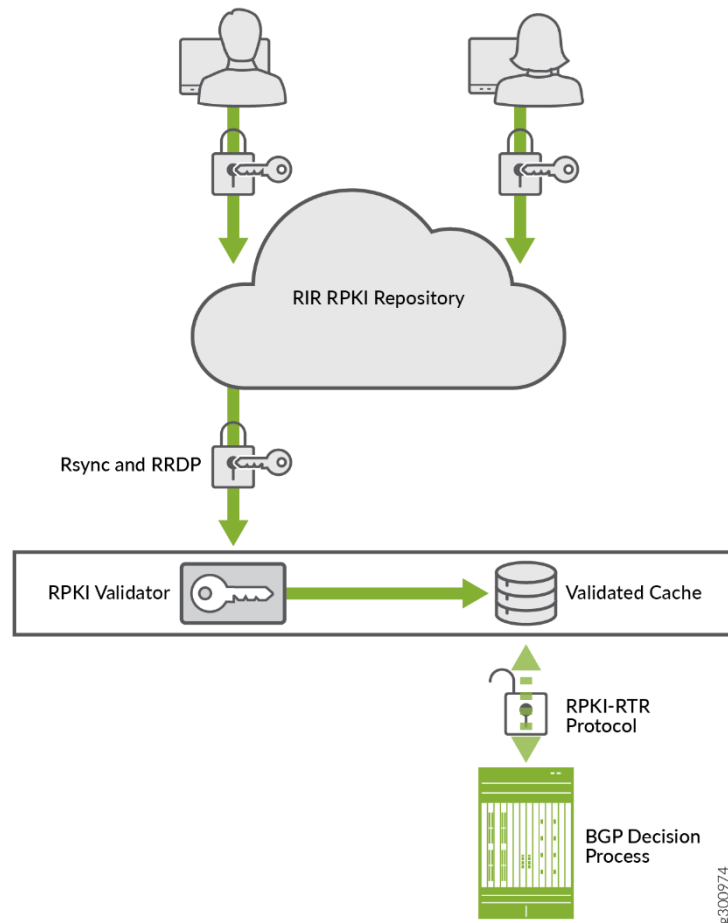 RIR RPKI Repository
Rsync and RRDP
RPKI Validator
Validated Cache
RPKI-RTR
Protocol
BGP Decision
Process
g300974